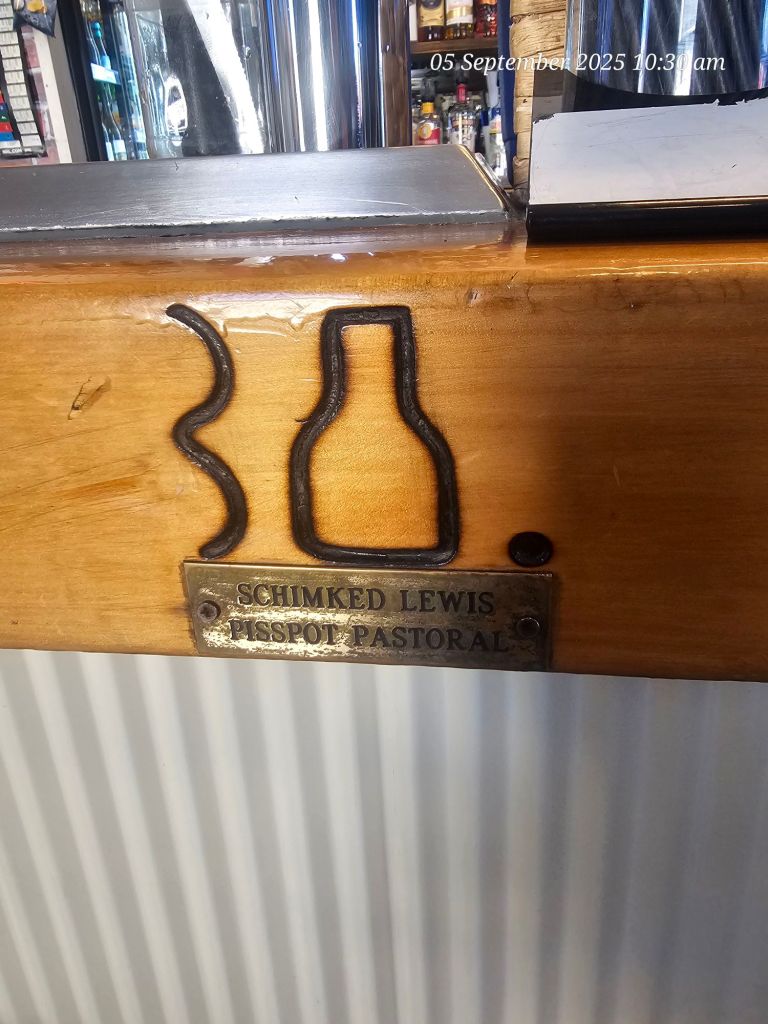 05 September 2025 10:30 am
SCHIMKED LEWIS
PISSPOT PASTORAL